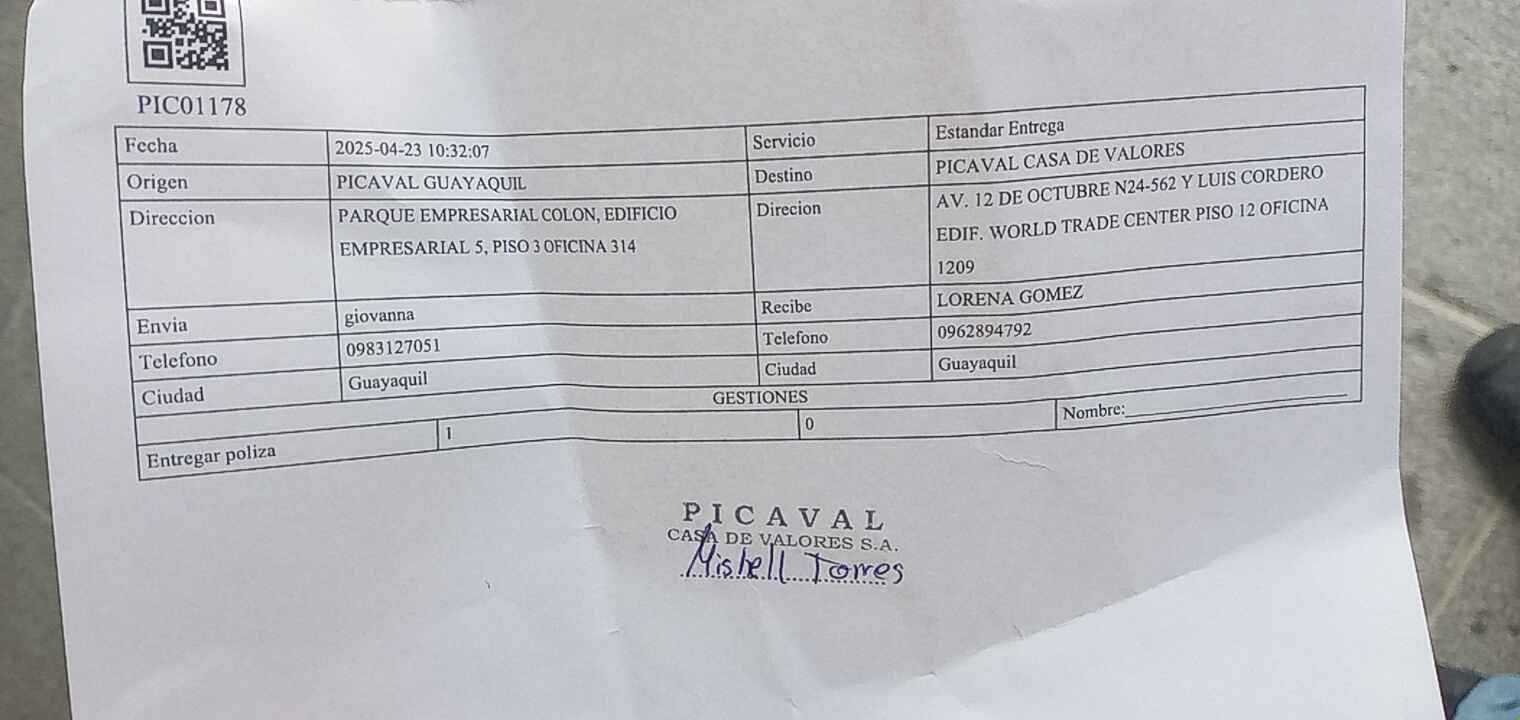 PIC01178
Fecha 2025-04-23 10:32:07 Servicio Estandar Entrega
Origen PICAVAL GUAYAQUIL Destino PICAVAL CASA DE VALORES
Direccion PARQUE EMPRESARIAL COLON, EDIFICIO Direcion AV. 12 DE OCTUBRE N24-562 Y LUIS CORDERO
EMPRESARIAL 5, PISO 3 OFICINA 314 EDIF. WORLD TRADE CENTER PISO 12 OFICINA
1209
Envia giovanna Recibe LORENA GOMEZ
Telefono 0983127051 Telefono 0962894792
Ciudad Guayaquil Ciudad Guayaquil
GESTIONES
Entregar poliza 1 0 Nombre:
PICAVAL
CASA DE VALORES S.A.
Mishell Torres